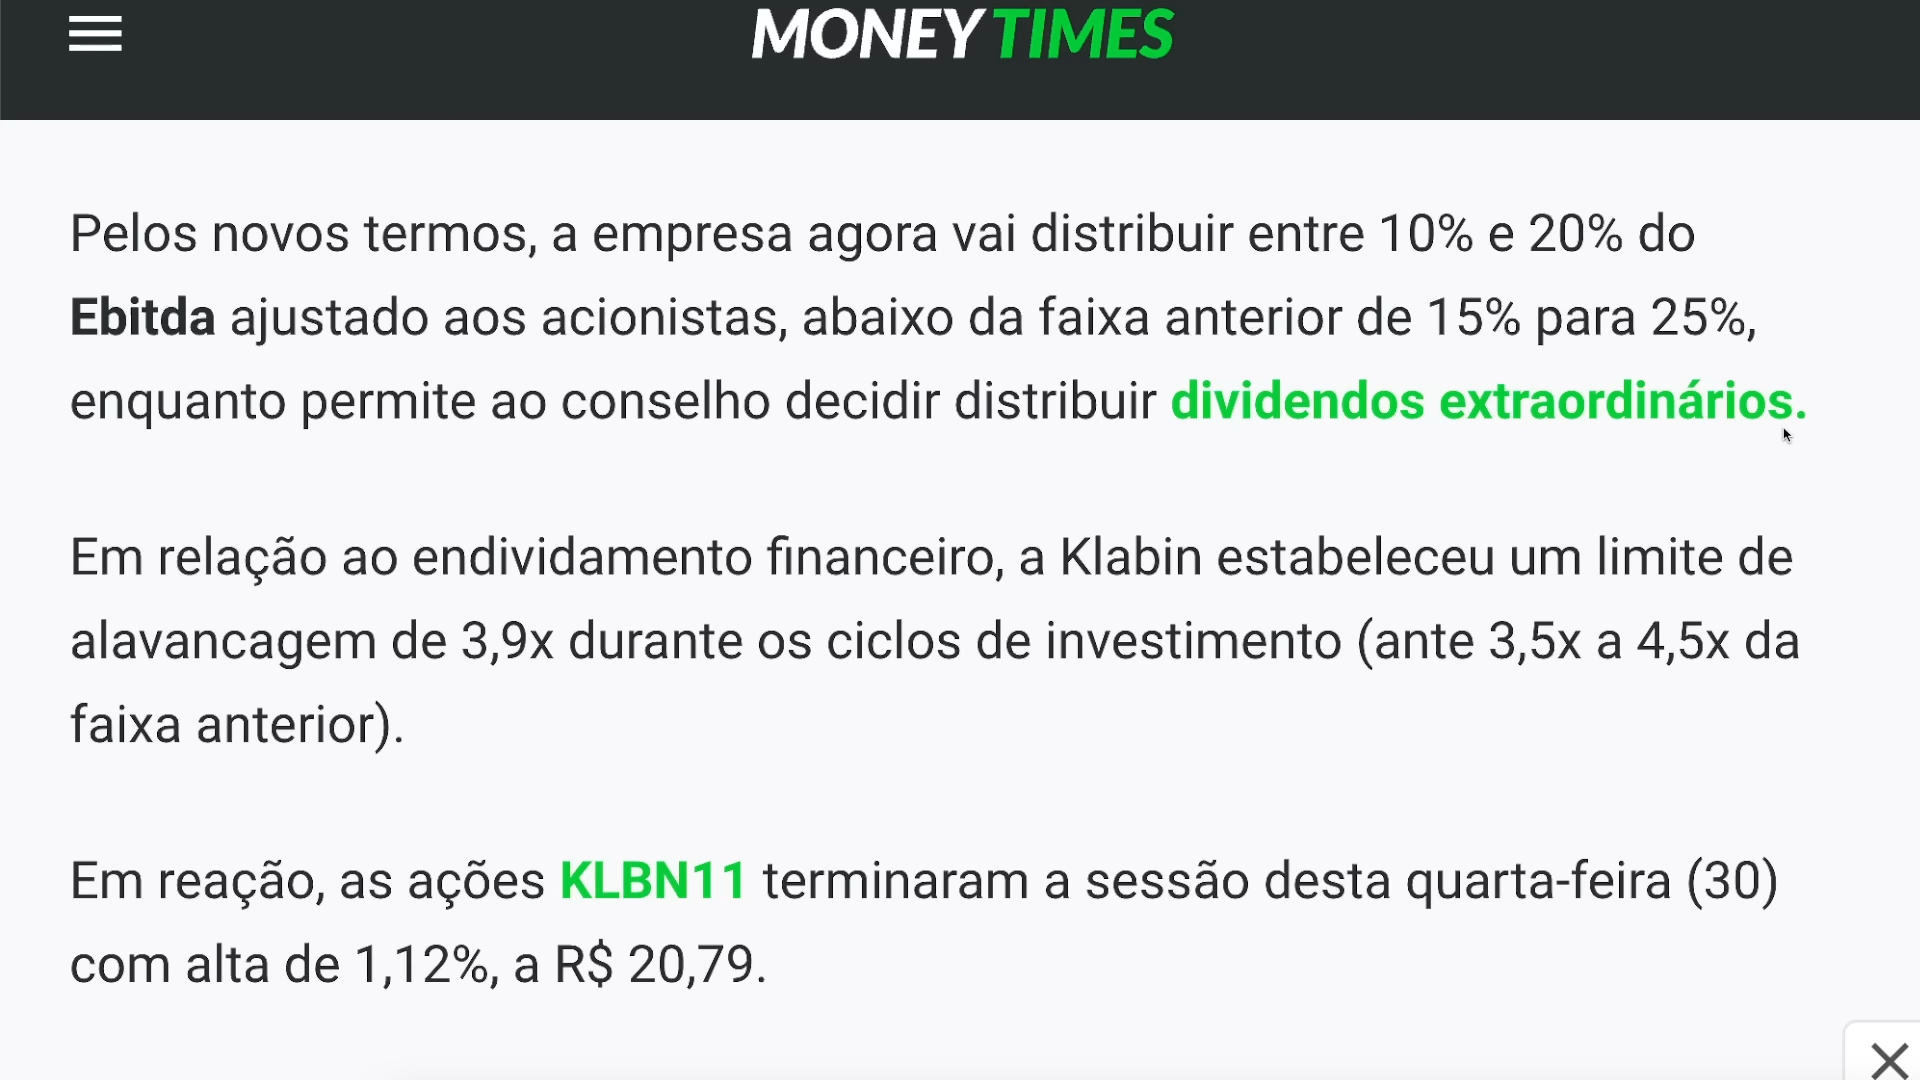 MONEY TIMES
Pelos novos termos, a empresa agora vai distribuir entre 10% e 20% do
Ebitda ajustado aos acionistas, abaixo da faixa anterior de 15% para 25%,
enquanto permite ao conselho decidir distribuir dividendos extraordinários.
Em relação ao endividamento financeiro, a Klabin estabeleceu um limite de
alavancagem de 3,9x durante os ciclos de investimento (ante 3,5x a 4,5x da
faixa anterior).
Em reação, as ações KLBN11 terminaram a sessão desta quarta-feira (30)
com alta de 1,12%, a R$ 20,79.